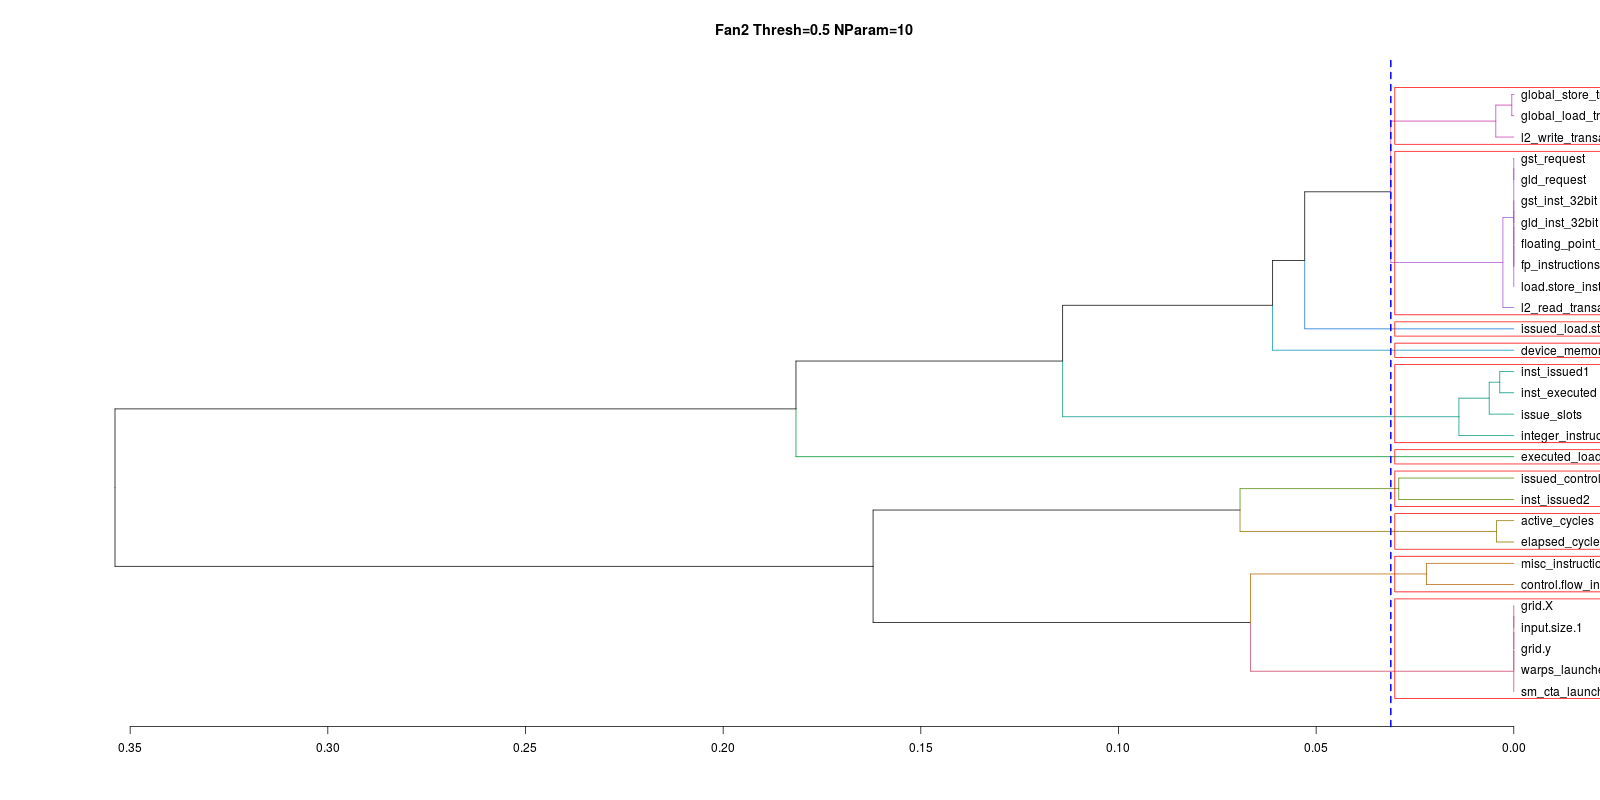 Fan2 Thresh=0.5 NParam=10
global_store_t
global_load_tr
l2_write_transa
gst_request
gld_request
gst_inst_32bit
gld_inst_32bit
floating_point_
fp_instructions
load.store_inst
l2_read_transa
issued_load.st
device_memor
inst_issued1
inst_executed
issue_slots
integer_instruc
executed_load
issued_control
inst_issued2
active_cycles
elapsed_cycle
misc_instructio
control.flow_in
grid.X
input.size.1
grid.y
warps_launche
sm_cta_launch
0.35 0.30 0.25 0.20 0.15 0.10 0.05 0.00